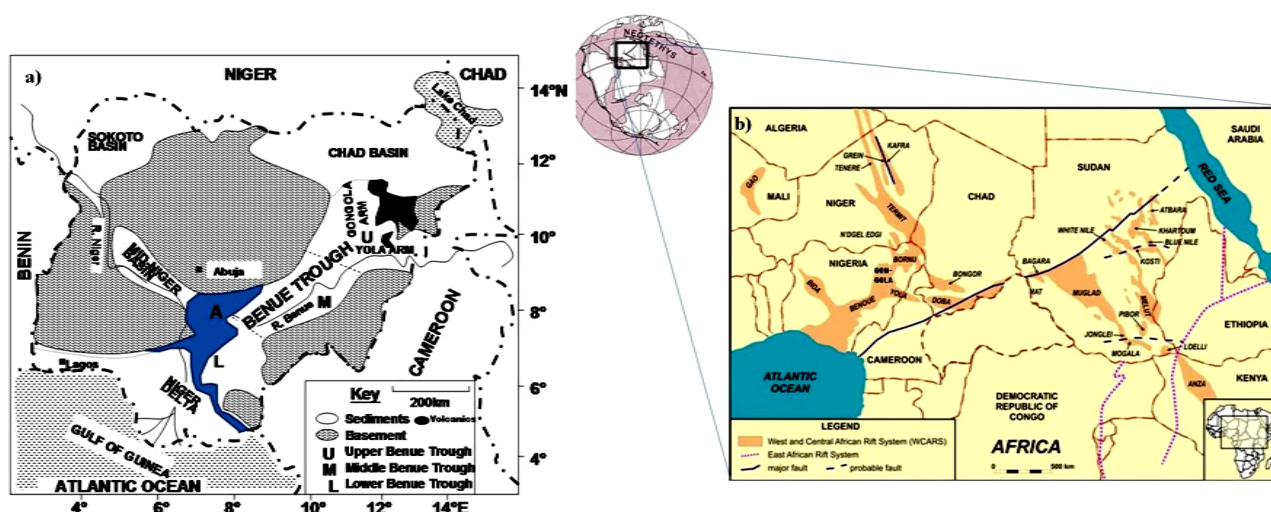 a)
NIGER
CHAD
14°N
Lake Chad
SOKOTO
BASIN
CHAD BASIN
12°
R. Niger
GONGOLA
ARM
U
YOLA ARM
10°
BENIN
MID-NIGER
BASIN
Abuja
BENUE TROUGH
M
R. Benue
8°
A
CAMEROON
Lagos
L
6°
NIGER
DELTA
GULF OF GUINEA
ATLANTIC OCEAN
4°
Key
200km
Sediments
Volcanics
Basement
U Upper Benue Trough
M Middle Benue Trough
L Lower Benue Trough
4°
6°
8°
10°
12°
14°E
NEOTETHYS
b)
ALGERIA
SAUDI
ARABIA
GREIN
KAFRA
TENERE
SUDAN
RED SEA
GAO
MALI
NIGER
CHAD
TERMIT
ATBARA
N'DGEL EDGI
WHITE NILE
KHARTOUM
BLUE NILE
NIGERIA
BORNU
BAGARA
KOSTI
GON-
GOLA
BONGOR
BIDA
BENOUE
YOLA
DOBA
MAT
MUGLAD
MELUT
PIBOR
ETHIOPIA
JONGLEI
LOELLI
MOGALA
CAMEROON
ATLANTIC
OCEAN
ANZA
KENYA
DEMOCRATIC
REPUBLIC OF
CONGO
AFRICA
0 500 km
LEGEND
West and Central African Rift System (WCARS)
East African Rift System
major fault
probable fault